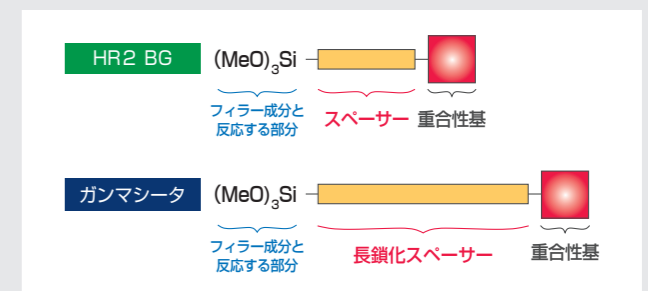 HR2 BG (MeO)₃Si
フィラー成分と
反応する部分
スペーサー 重合性基
ガンマシータ (MeO)₃Si
フィラー成分と
反応する部分
長鎖化スペーサー 重合性基